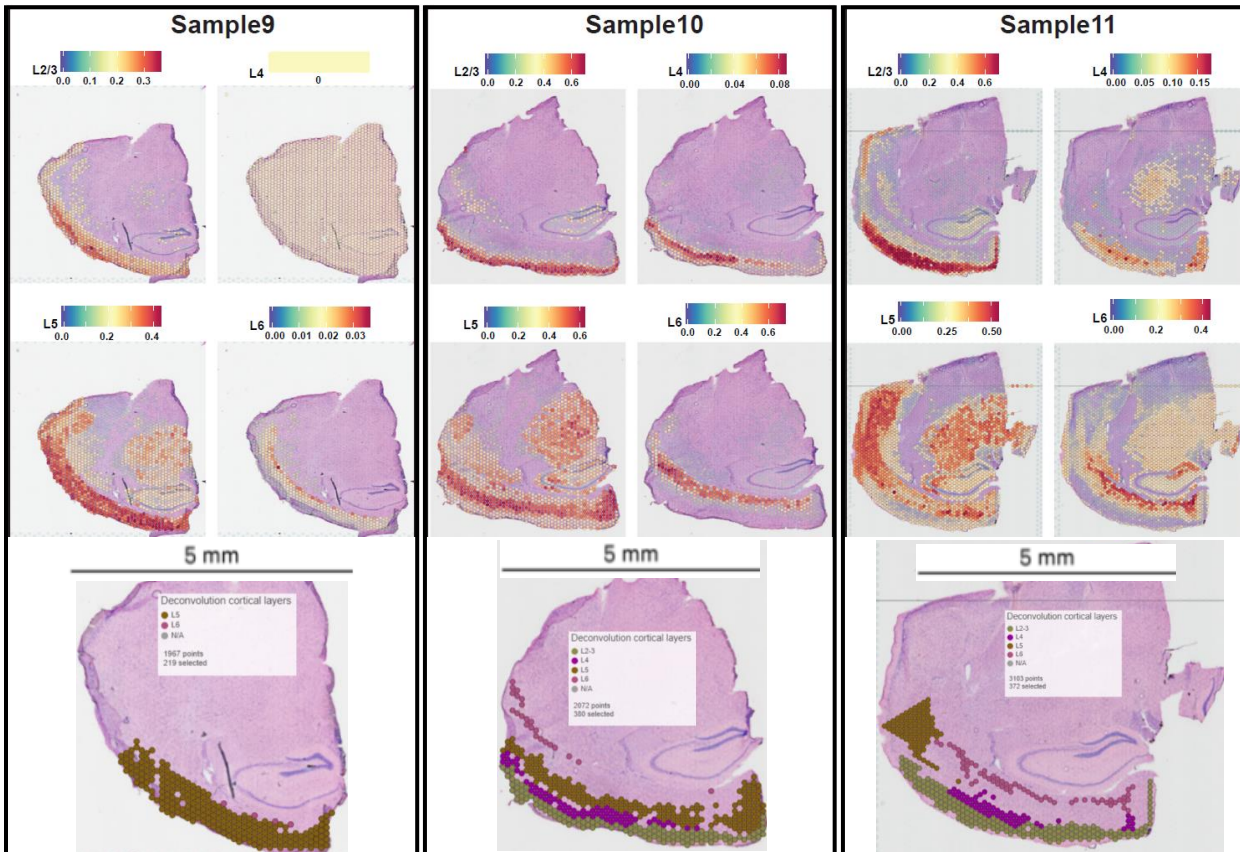 Sample9
L2/3
0.0 0.1 0.2 0.3
L4
0
L5
0.0 0.2 0.4
L6
0.00 0.01 0.02 0.03
5 mm
Deconvolution cortical layers
L5
L6
N/A
1967 points
219 selected
Sample10
L2/3
0.0 0.2 0.4 0.6
L4
0.00 0.04 0.08
L5
0.0 0.2 0.4 0.6
L6
0.0 0.2 0.4 0.6
5 mm
Deconvolution cortical layers
L2-3
L4
L5
L6
N/A
2072 points
380 selected
Sample11
L2/3
0.0 0.2 0.4 0.6
L4
0.00 0.05 0.10 0.15
L5
0.00 0.25 0.50
L6
0.0 0.2 0.4
5 mm
Deconvolution cortical layers
L2-3
L4
L5
L6
N/A
3163 points
372 selected